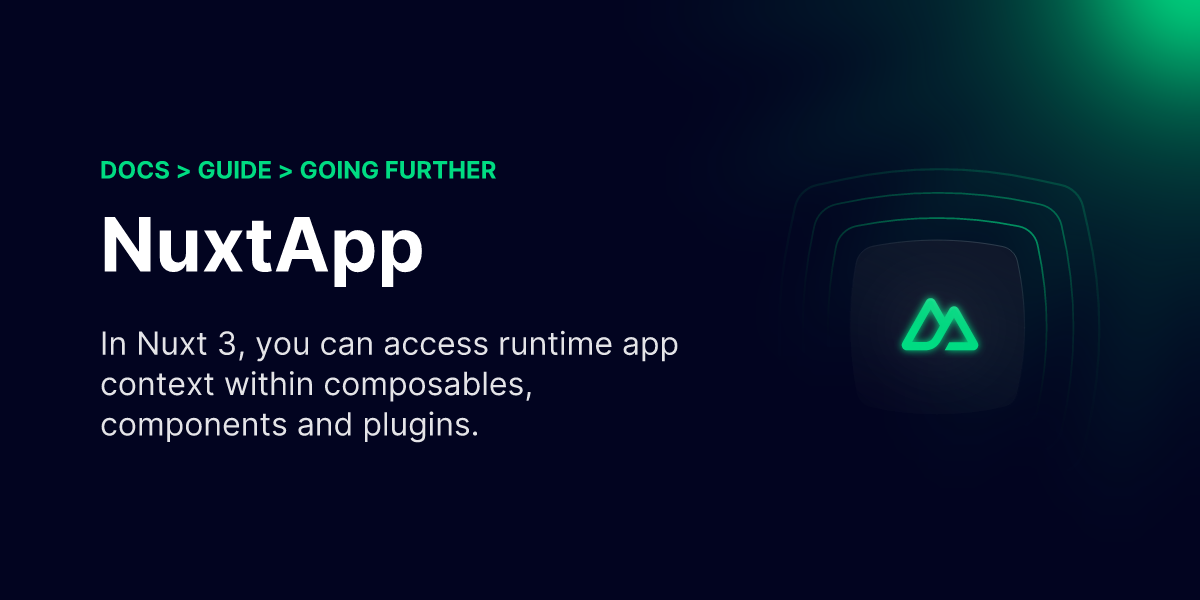 DOCS > GUIDE > GOING FURTHER
NuxtApp
In Nuxt 3, you can access runtime app
context within composables,
components and plugins.